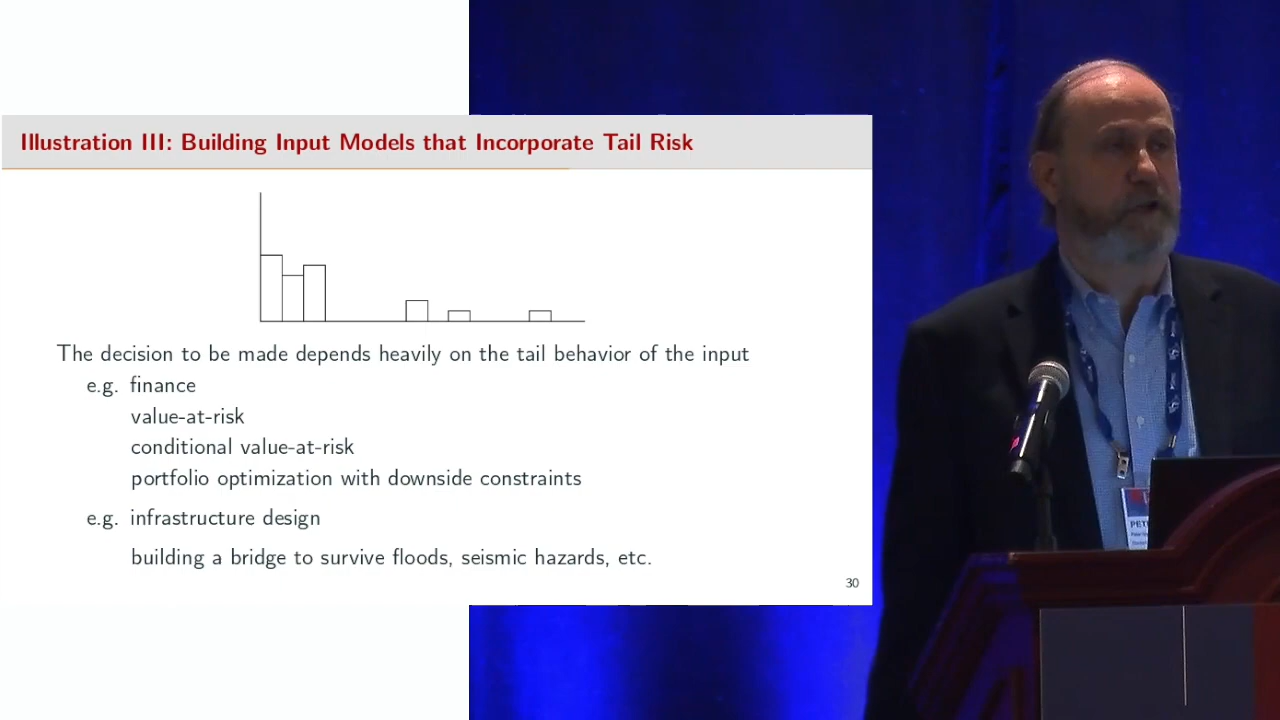 Illustration III: Building Input Models that Incorporate Tail Risk
The decision to be made depends heavily on the tail behavior of the input
e.g. finance
value-at-risk
conditional value-at-risk
portfolio optimization with downside constraints
e.g. infrastructure design
building a bridge to survive floods, seismic hazards, etc.
30